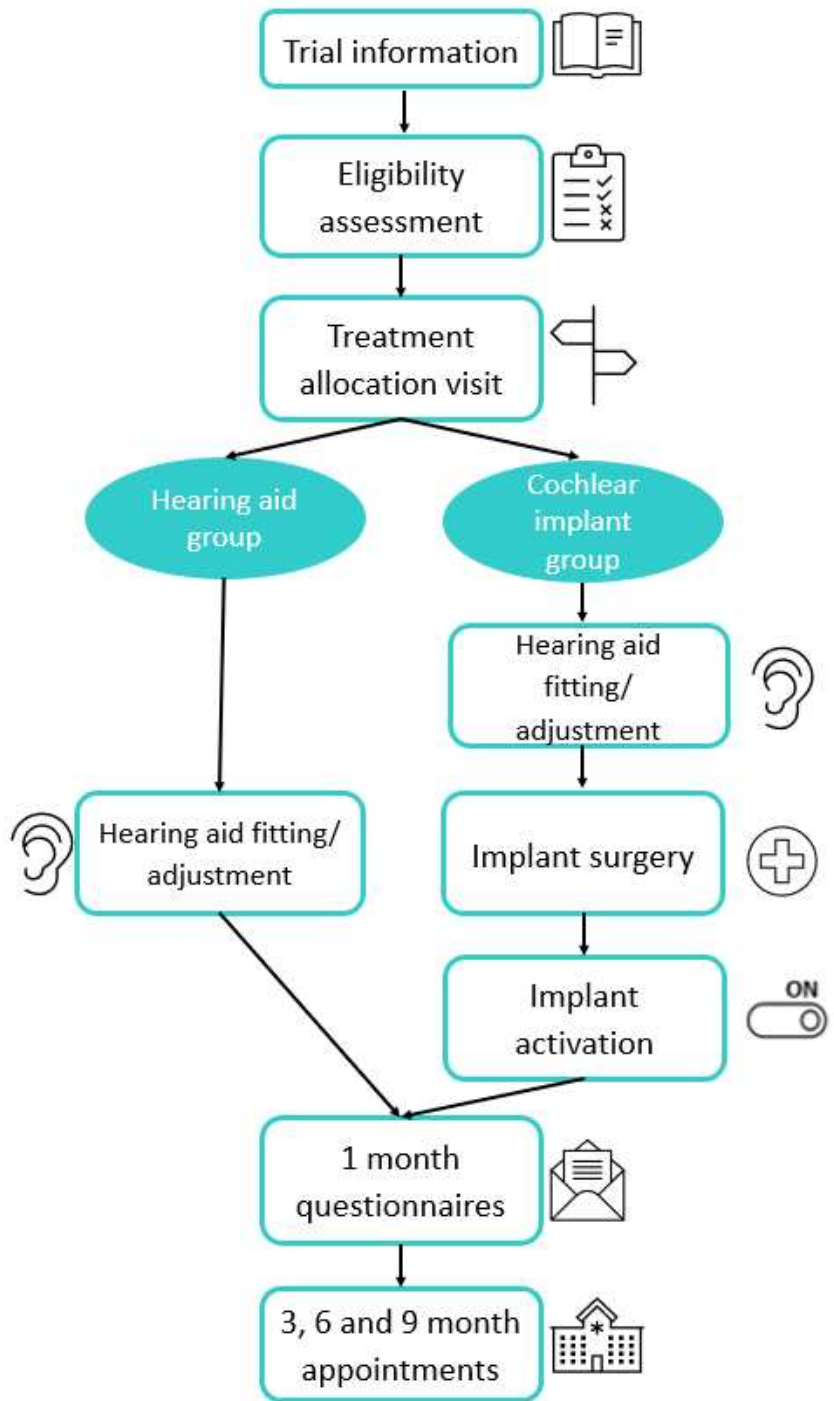 Trial information
Eligibility
assessment
Treatment
allocation visit
Hearing aid
group
Cochlear
implant
group
Hearing aid
fitting/
adjustment
Hearing aid fitting/
adjustment
Implant surgery
ON
Implant
activation
1 month
questionnaires
3, 6 and 9 month
appointments